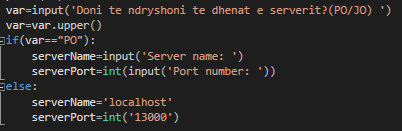 var=input('Doni te ndryshoni te dhenat e serverit?(PO/JO) ')
var=var.upper()
if(var=="PO"):
    serverName=input('Server name: ')
    serverPort=int(input('Port number: '))
else:
    serverName='localhost'
    serverPort=int('13000')